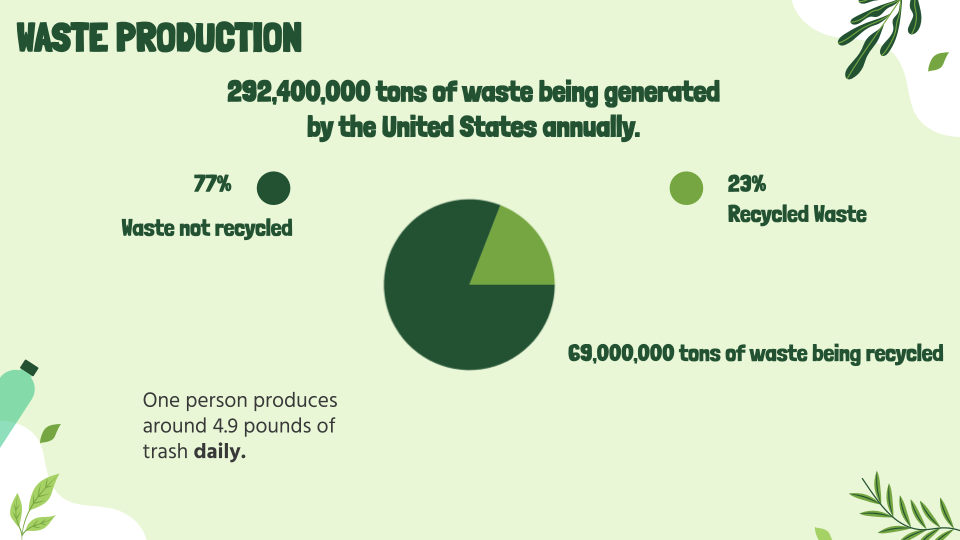 WASTE PRODUCTION
292,400,000 tons of waste being generated
by the United States annually.
77%
Waste not recycled
23%
Recycled Waste
69,000,000 tons of waste being recycled
One person produces
around 4.9 pounds of
trash daily.